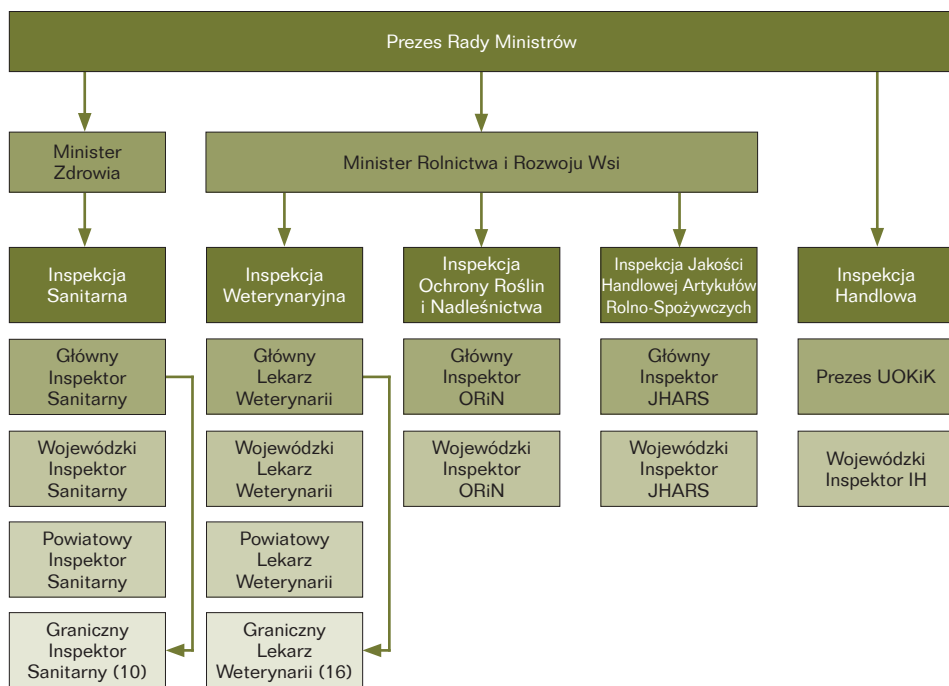 Prezes Rady Ministrów
Minister
Zdrowia
Minister Rolnictwa i Rozwoju Wsi
Inspekcja
Sanitarna
Inspekcja
Weterynaryjna
Inspekcja
Ochrony Roślin
i Nadleśnictwa
Inspekcja Jakości
Handlowej Artykułów
Rolno-Spożywczych
Inspekcja
Handlowa
Główny
Inspektor
Sanitarny
Główny
Lekarz
Weterynarii
Główny
Inspektor
ORiN
Główny
Inspektor
JHARS
Prezes UOKiK
Wojewódzki
Inspektor
Sanitarny
Wojewódzki
Lekarz
Weterynarii
Wojewódzki
Inspektor
ORiN
Wojewódzki
Inspektor
JHARS
Wojewódzki
Inspektor IH
Powiatowy
Inspektor
Sanitarny
Powiatowy
Lekarz
Weterynarii
Graniczny
Inspektor
Sanitarny (10)
Graniczny
Lekarz
Weterynarii (16)